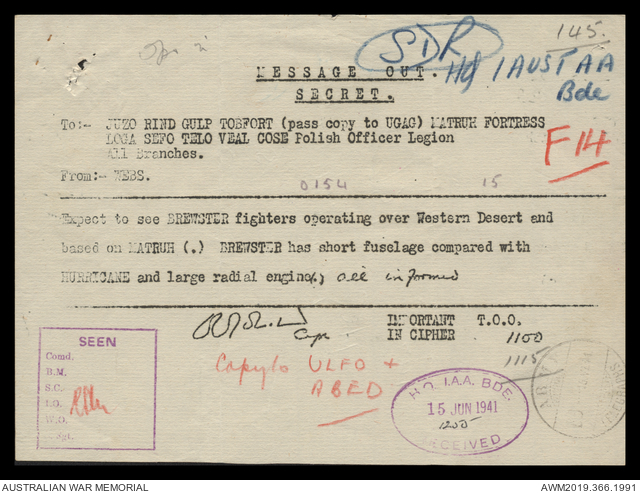 145.
SDR
HQ 1 AUST AA
Bde
MESSAGE OUT.
SECRET.
To:- JUZO RIND GULP TOBFORT (pass copy to UGAG) MATRUH FORTRESS
LOGA SEFO TELO VEAL COSE Polish Officer Legion
All Branches.
F14
From:- WEBS.
0154 15
Expect to see BREWSTER fighters operating over Western Desert and
based on MATRUH (.) BREWSTER has short fuselage compared with
HURRICANE and large radial engine(.) all informed
Capt
IMPORTANT T.O.O.
IN CIPHER 1100
1115
Copy to ULFO +
ABED
SEEN
Comd.
B.M.
S.C.
I.O.
W.O.
Sgt.
H.Q. 1 A.A. BDE.
15 JUN 1941
1200
RECEIVED
AUSTRALIAN WAR MEMORIAL
AWM2019.366.1991